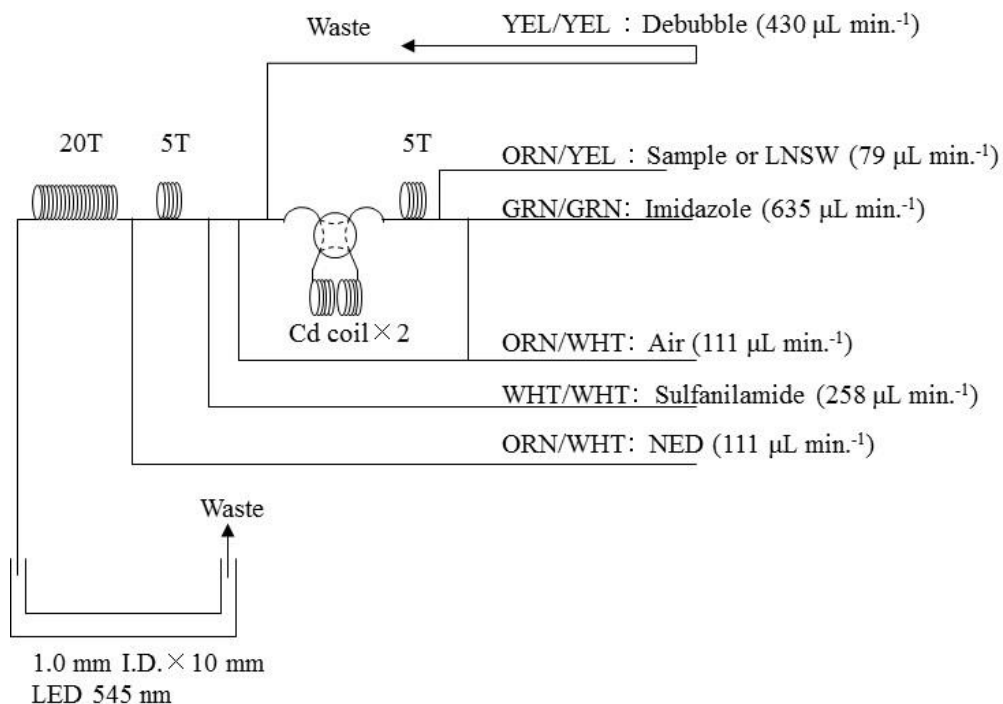 Waste
YEL/YEL : Debubble (430 μL min.-1)
20T
5T
5T
ORN/YEL : Sample or LNSW (79 μL min.-1)
GRN/GRN: Imidazole (635 μL min.-1)
Cd coil×2
ORN/WHT: Air (111 μL min.-1)
WHT/WHT: Sulfanilamide (258 μL min.-1)
ORN/WHT: NED (111 μL min.-1)
Waste
1.0 mm I.D.×10 mm
LED 545 nm